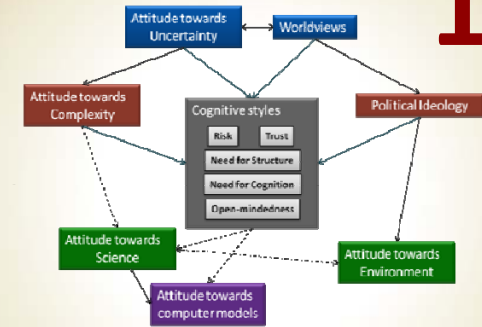 Attitude towards
Uncertainty
Worldviews
Attitude towards
Complexity
Political Ideology
Cognitive styles
Risk
Trust
Need for Structure
Need for Cognition
Open-mindedness
Attitude towards
Science
Attitude towards
Environment
Attitude towards
computer models